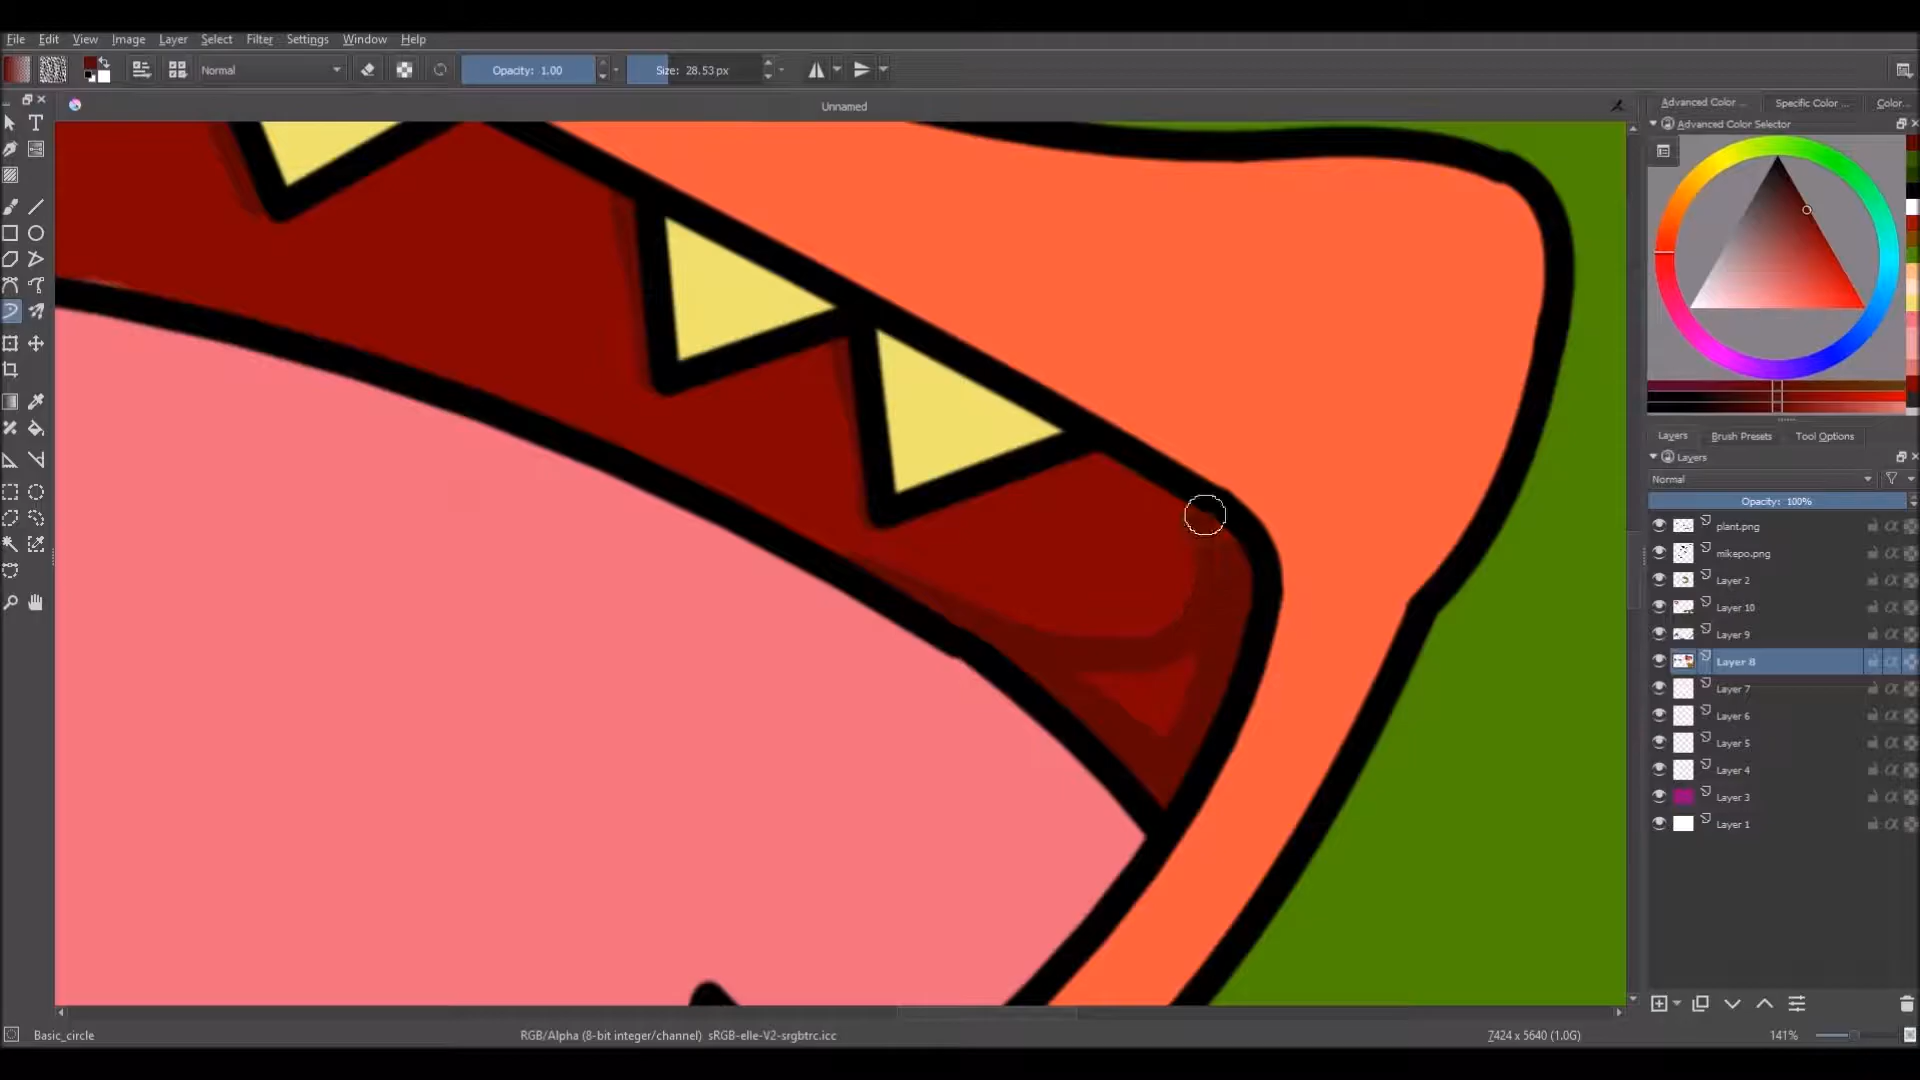 File Edit View Image Layer Select Filter Settings Window Help
Normal Opacity: 1.00 Size: 28.53 px
Unnamed
Advanced Color ... Specific Color ... Color...
Advanced Color Selector
Layers Brush Presets Tool Options
Layers
Normal
Opacity: 100%
plant.png
mikepo.png
Layer 2
Layer 10
Layer 9
Layer 8
Layer 7
Layer 6
Layer 5
Layer 4
Layer 3
Layer 1
Basic_circle RGB/Alpha (8-bit integer/channel) sRGB-elle-V2-srgbtrc.icc 7424 x 5640 (1.0G) 141%